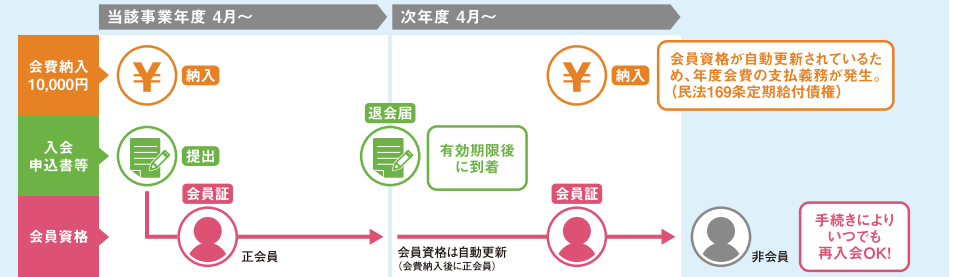 当該事業年度 4月～
次年度 4月～
会費納入
10,000円
¥
納入
¥
納入
会員資格が自動更新されているた
め、年度会費の支払義務が発生。
（民法169条定期給付債権）
入会
申込書等
提出
退会届
有効期限後
に到着
会員資格
会員証
正会員
会員資格は自動更新
（会費納入後に正会員）
会員証
非会員
手続きにより
いつでも
再入会OK!